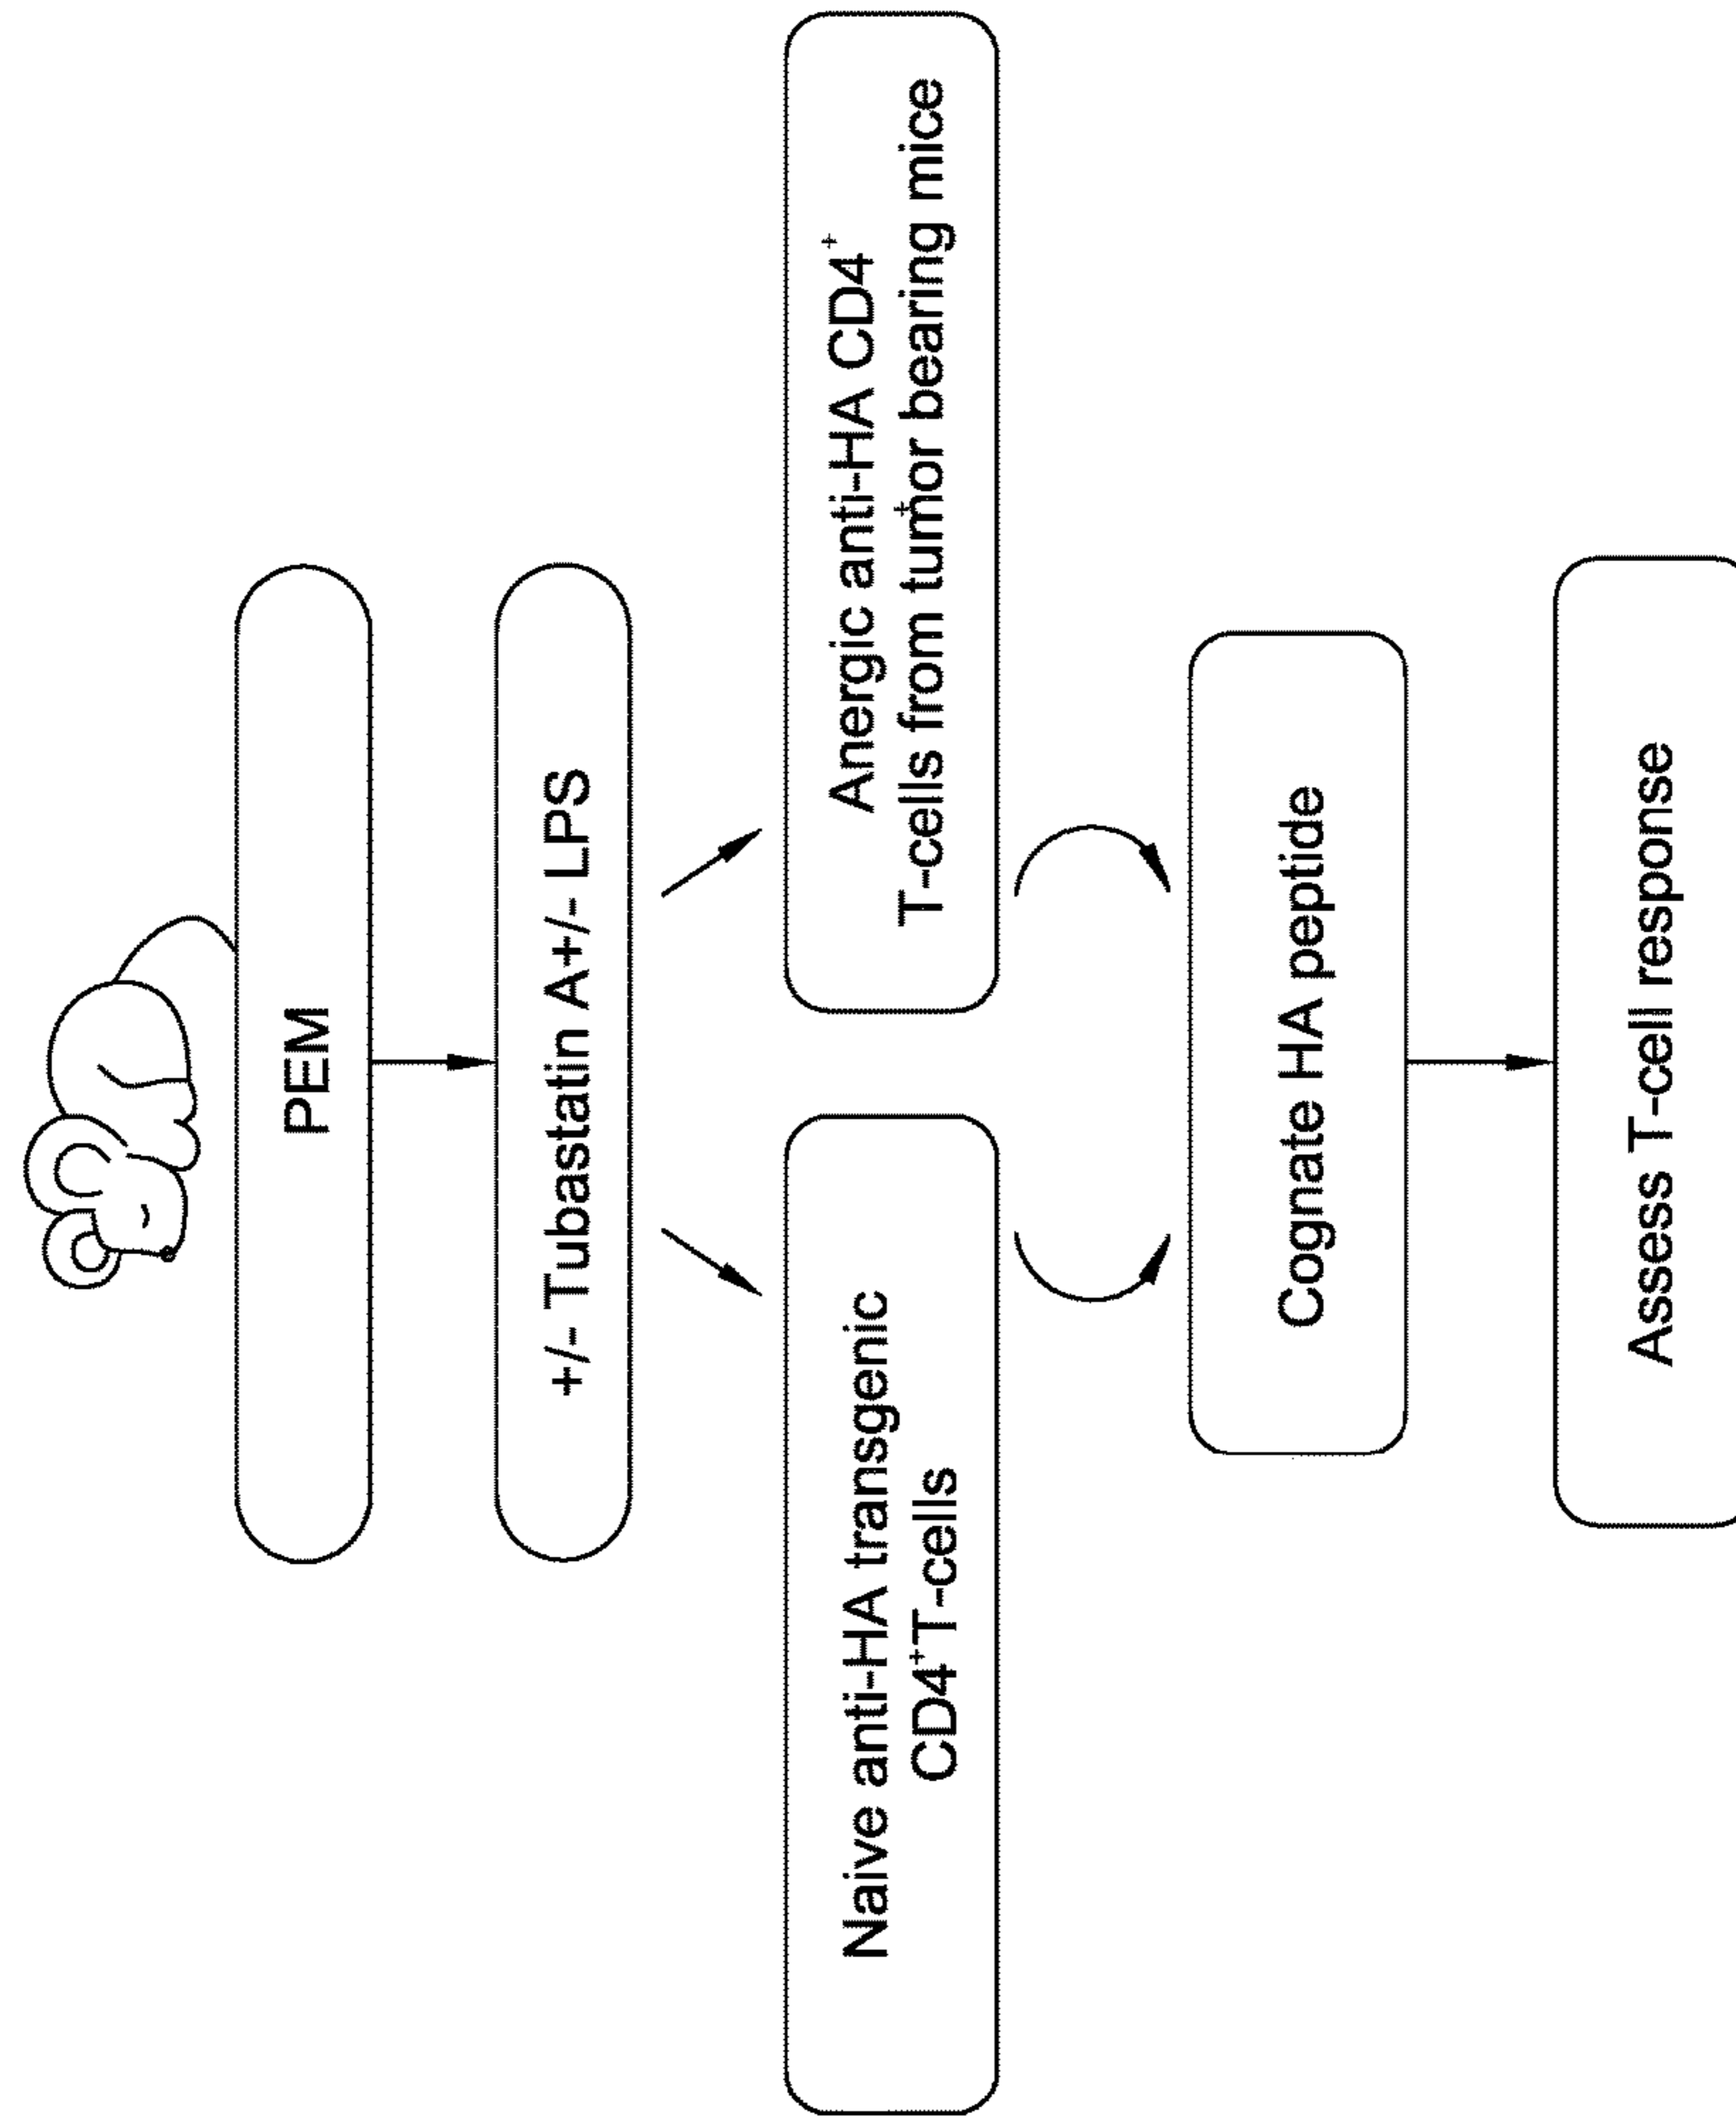 PEM
+/- Tubastatin A+/- LPS
Naive anti-HA transgenic
CD4⁺T-cells
Anergic anti-HA CD4⁺
T-cells from tumor bearing mice
+
Cognate HA peptide
Assess T-cell response